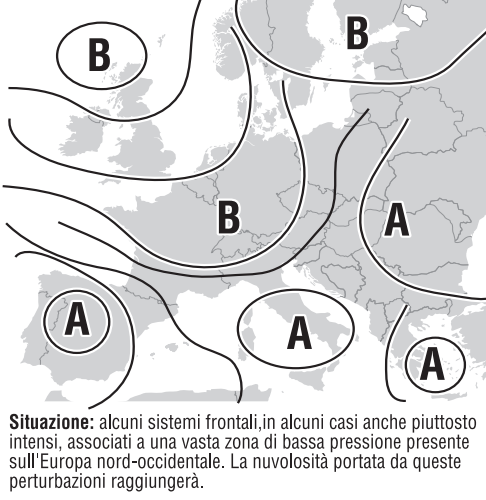 B
B
B
A
A
A
A
Situazione: alcuni sistemi frontali,in alcuni casi anche piuttosto
intensi, associati a una vasta zona di bassa pressione presente
sull'Europa nord-occidentale. La nuvolosità portata da queste
perturbazioni raggiungerà.